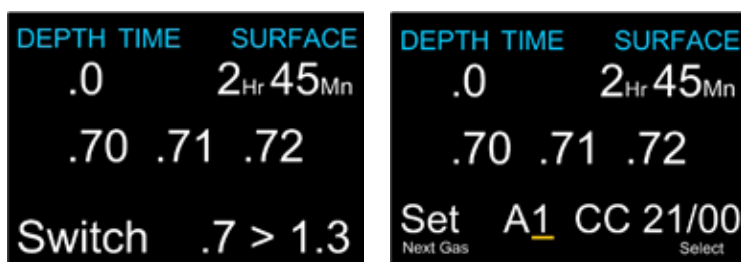 DEPTH TIME SURFACE
.0 2Hr 45Mn
.70 .71 .72
Switch .7 > 1.3
DEPTH TIME SURFACE
.0 2Hr 45Mn
.70 .71 .72
Set A1 CC 21/00
Next Gas Select